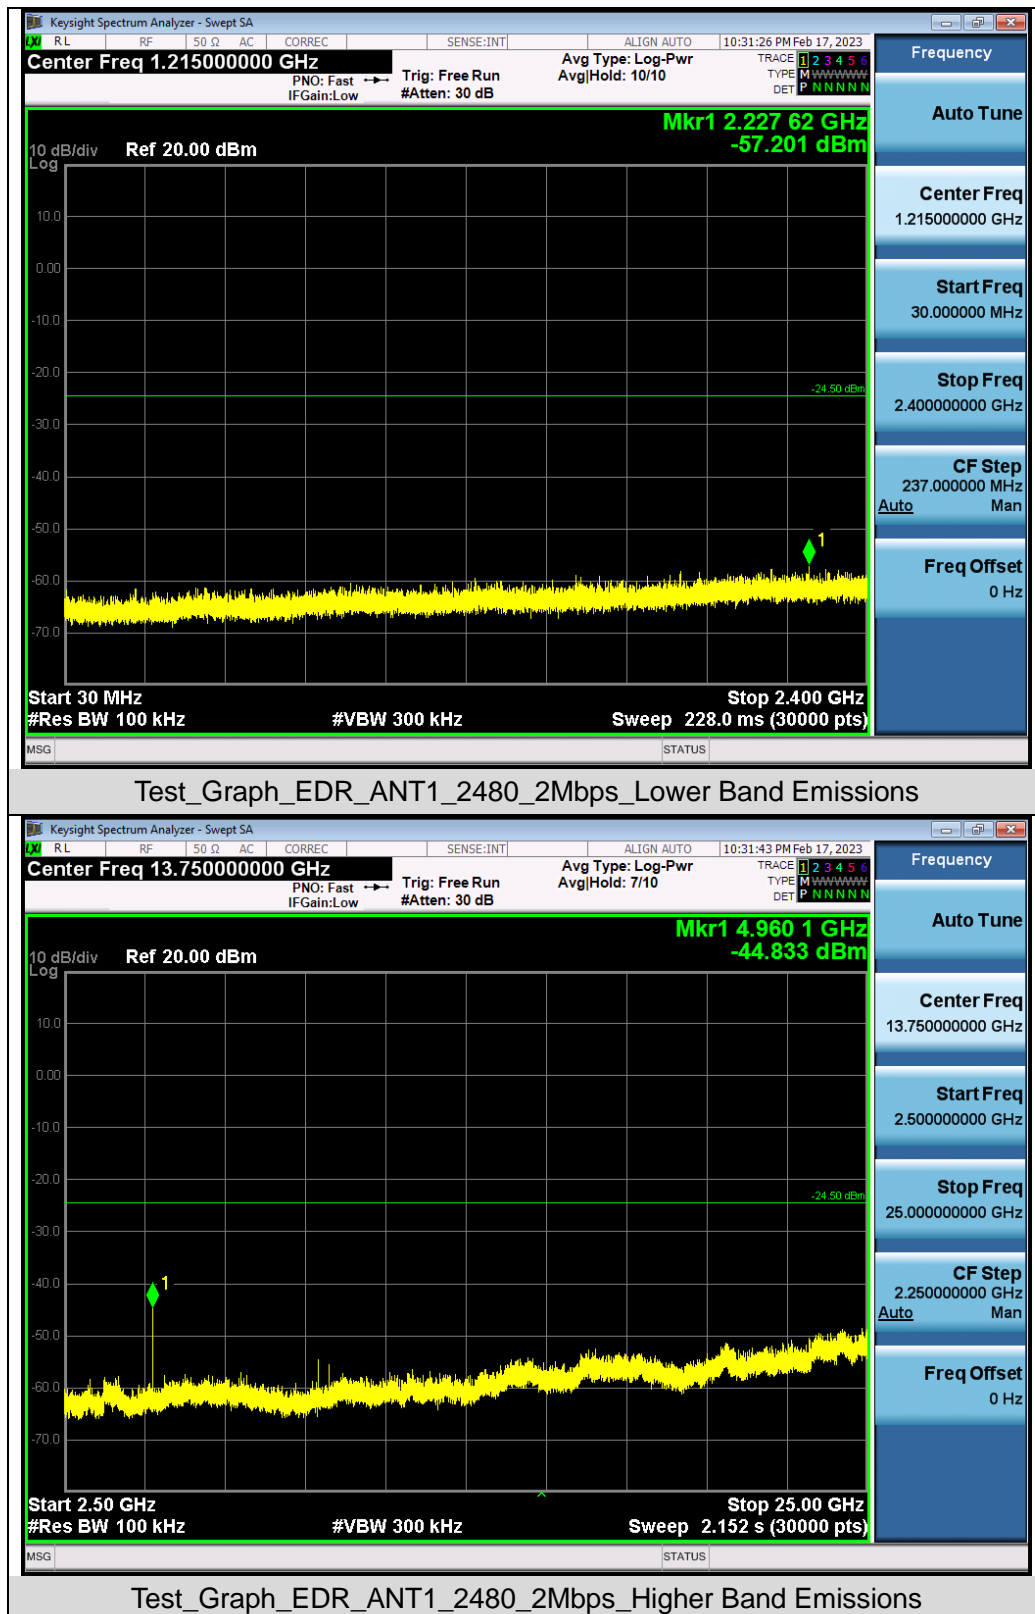 Keysight Spectrum Analyzer - Swept SA
LXI RL RF 50 Ω AC CORREC SENSE:INT ALIGN AUTO 10:31:26 PM Feb 17, 2023
Center Freq 1.215000000 GHz
PNO: Fast
IFGain:Low
Trig: Free Run
#Atten: 30 dB
Avg Type: Log-Pwr
Avg|Hold: 10/10
TRACE 1 2 3 4 5 6
TYPE M W W W W W
DET P N N N N N
Mkr1 2.227 62 GHz
-57.201 dBm
10 dB/div Ref 20.00 dBm
Log
10.0
0.00
-10.0
-20.0
-24.50 dBm
-30.0
-40.0
-50.0
1
-60.0
-70.0
Start 30 MHz Stop 2.400 GHz
#Res BW 100 kHz #VBW 300 kHz Sweep 228.0 ms (30000 pts)
MSG STATUS
Frequency
Auto Tune
Center Freq
1.215000000 GHz
Start Freq
30.000000 MHz
Stop Freq
2.400000000 GHz
CF Step
237.000000 MHz
Auto Man
Freq Offset
0 Hz
Test_Graph_EDR_ANT1_2480_2Mbps_Lower Band Emissions
Keysight Spectrum Analyzer - Swept SA
LXI RL RF 50 Ω AC CORREC SENSE:INT ALIGN AUTO 10:31:43 PM Feb 17, 2023
Center Freq 13.750000000 GHz
PNO: Fast
IFGain:Low
Trig: Free Run
#Atten: 30 dB
Avg Type: Log-Pwr
Avg|Hold: 7/10
TRACE 1 2 3 4 5 6
TYPE M W W W W W
DET P N N N N N
Mkr1 4.960 1 GHz
-44.833 dBm
10 dB/div Ref 20.00 dBm
Log
10.0
0.00
-10.0
-20.0
-24.50 dBm
-30.0
-40.0
1
-50.0
-60.0
-70.0
Start 2.50 GHz Stop 25.00 GHz
#Res BW 100 kHz #VBW 300 kHz Sweep 2.152 s (30000 pts)
MSG STATUS
Frequency
Auto Tune
Center Freq
13.750000000 GHz
Start Freq
2.500000000 GHz
Stop Freq
25.000000000 GHz
CF Step
2.250000000 GHz
Auto Man
Freq Offset
0 Hz
Test_Graph_EDR_ANT1_2480_2Mbps_Higher Band Emissions